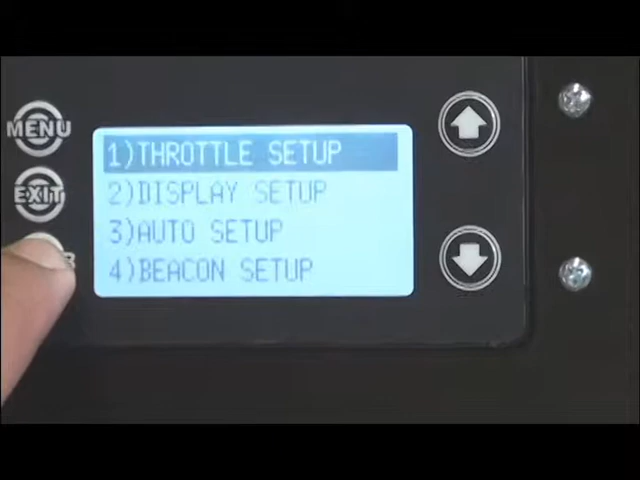 MENU
EXIT
1)THROTTLE SETUP
2)DISPLAY SETUP
3)AUTO SETUP
4)BEACON SETUP